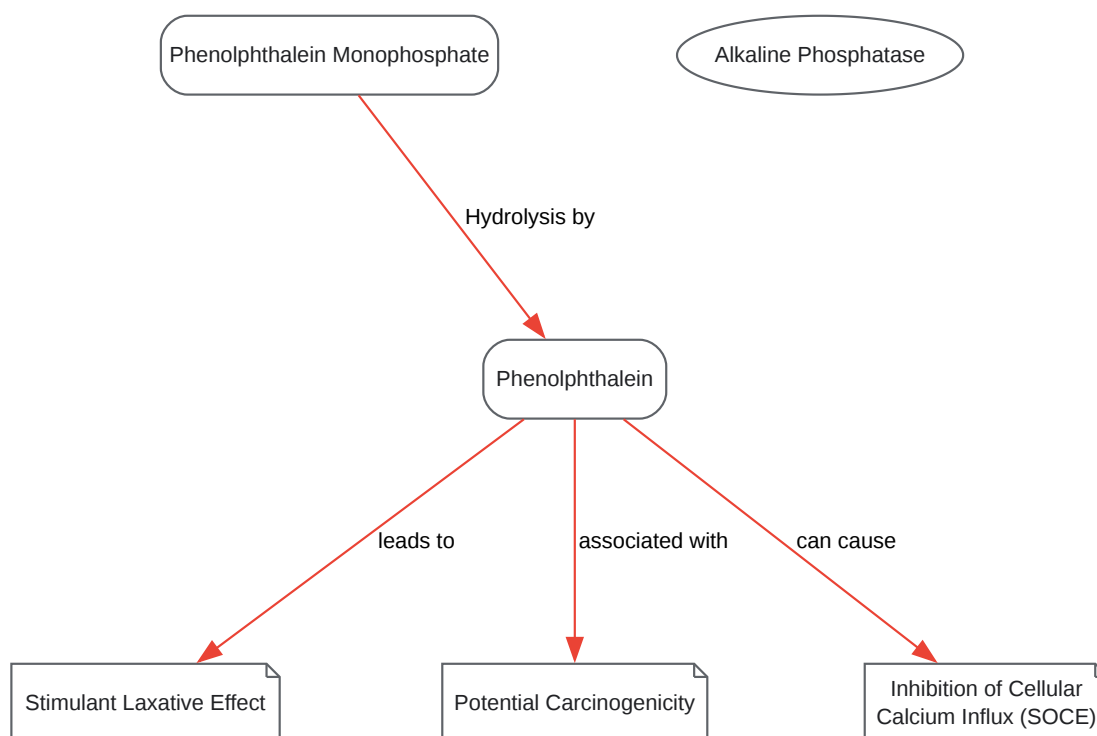 Phenolphthalein Monophosphate
Alkaline Phosphatase
Hydrolysis by
Phenolphthalein
leads to
associated with
can cause
Stimulant Laxative Effect
Potential Carcinogenicity
Inhibition of Cellular
Calcium Influx (SOCE)